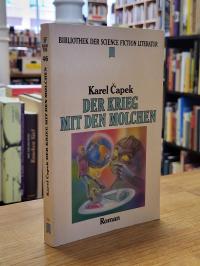 BIBLIOTHEK DER SCIENCE FICTION LITERATUR
Karel Čapek
DER KRIEG
MIT DEN MOLCHEN
Roman
46
Karel Čapek DER KRIEG MIT DEN MOLCHEN